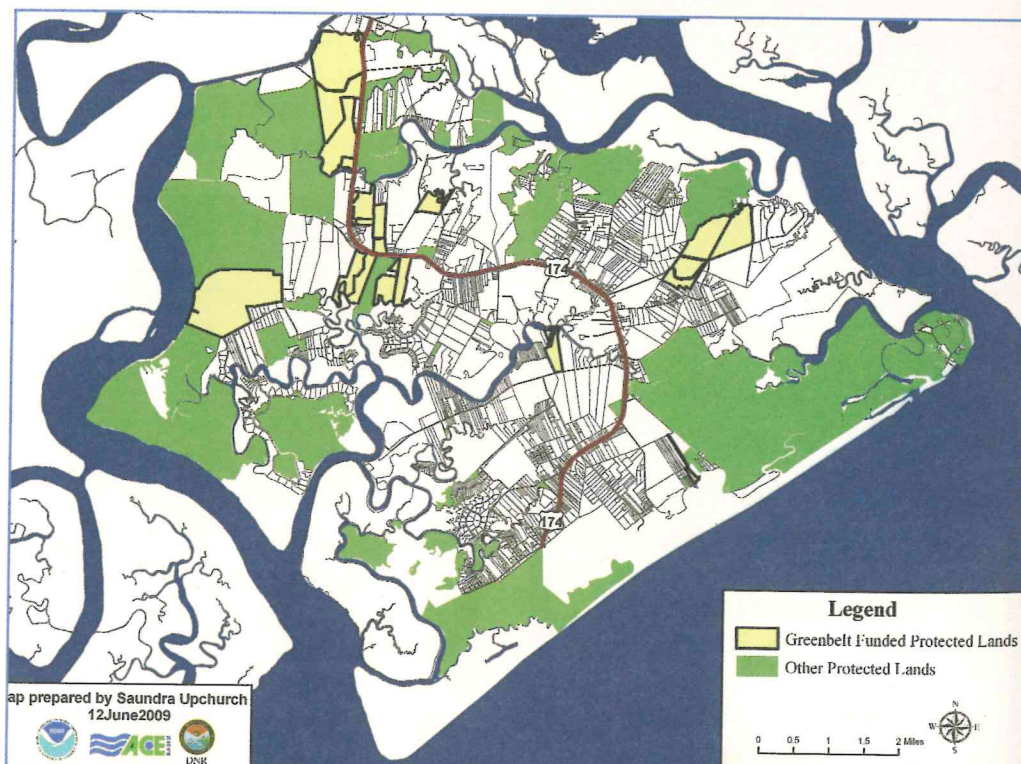 174
174
Legend
Greenbelt Funded Protected Lands
Other Protected Lands
ap prepared by Saundra Upchurch
12June2009
ACE
BASIN
DNR
N
W E
S
0 0.5 1 1.5 2 Miles